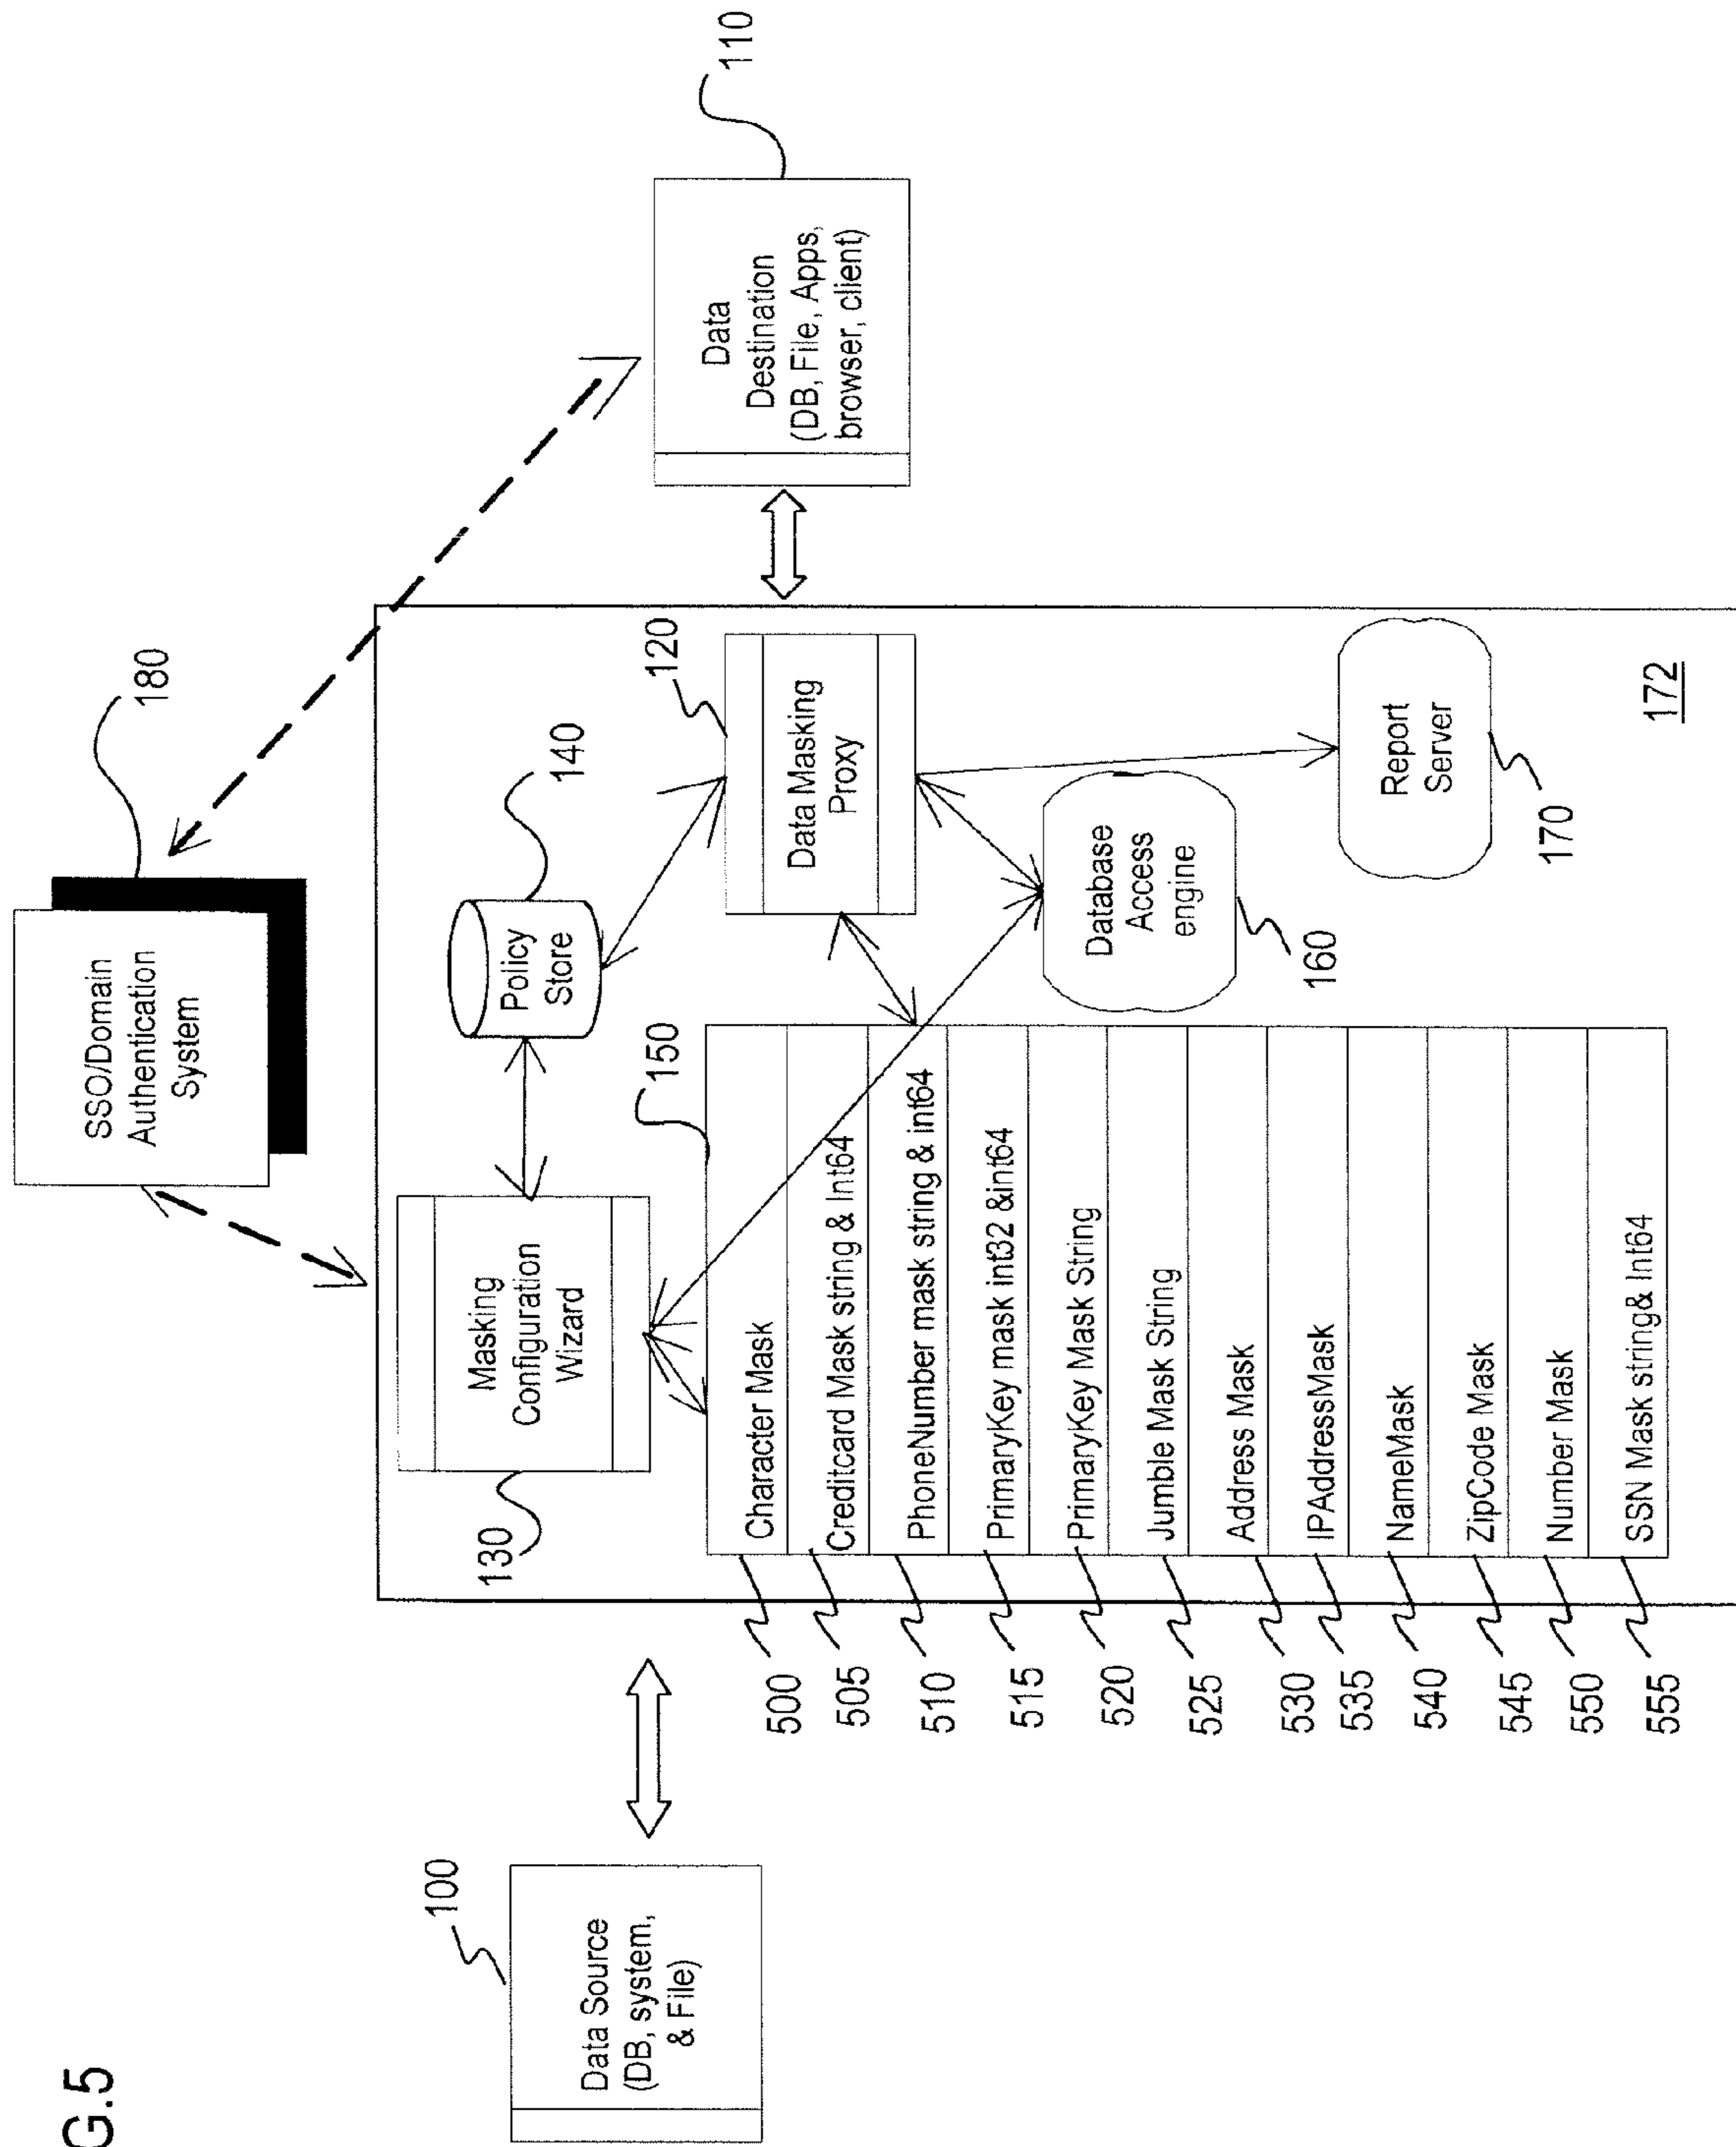 G.5
SSO/Domain
Authentication
System
180
110
Data
Destination
(DB, File, Apps,
browser, client)
100
Data Source
(DB, system,
& File)
130
Masking
Configuration
Wizard
140
Policy
Store
120
Data Masking
Proxy
150
500
Character Mask
505
Creditcard Mask string & Int64
510
PhoneNumber mask string & int64
515
PrimaryKey mask int32 &int64
520
PrimaryKey Mask String
525
Jumble Mask String
530
Address Mask
535
IPAddressMask
540
NameMask
545
ZipCode Mask
550
Number Mask
555
SSN Mask string& Int64
Database
Access
engine
160
Report
Server
170
172